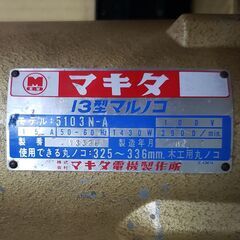 M
マキタ
13型マルノコ
モデル:5103N-A 100V
15A 50-60Hz 1430W 3900/min.
製番 製造年月
使用できる丸ノコ:325〜336mm.木工用丸ノコ
株式会社 マキタ電機製作所